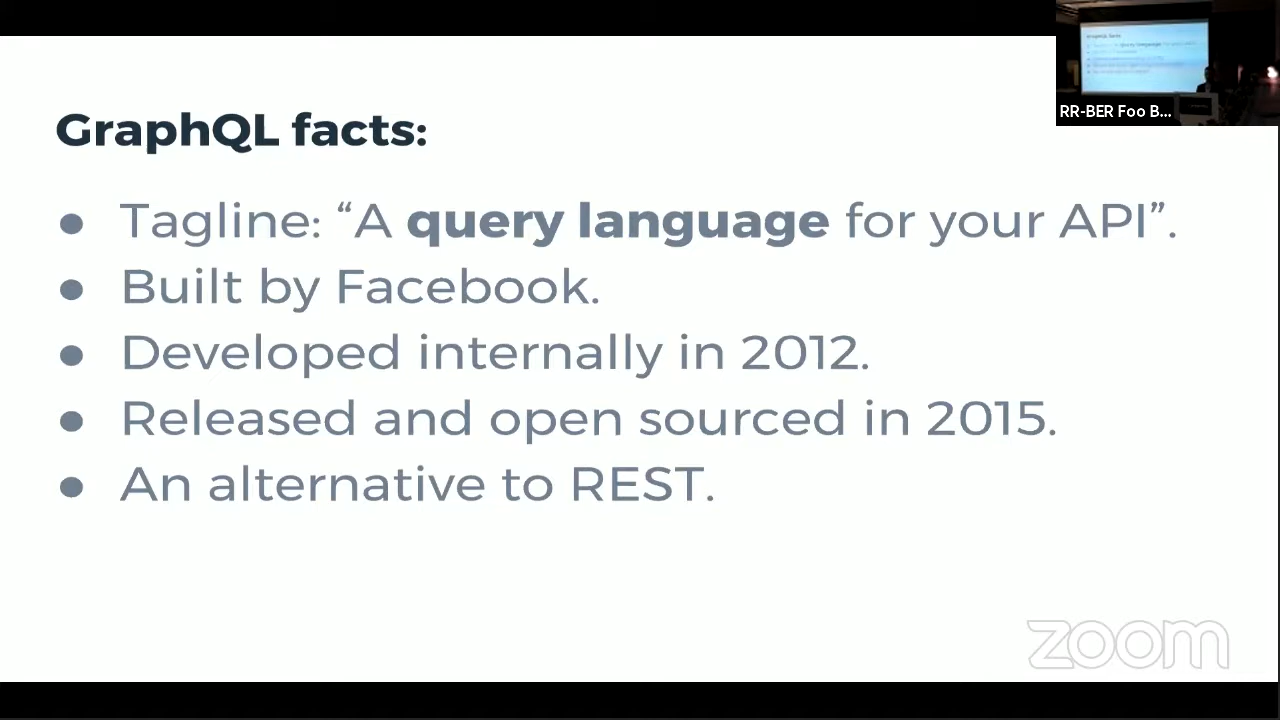 RR-BER Foo B...
GraphQL facts:
● Tagline: “A query language for your API”.
● Built by Facebook.
● Developed internally in 2012.
● Released and open sourced in 2015.
● An alternative to REST.
zoom